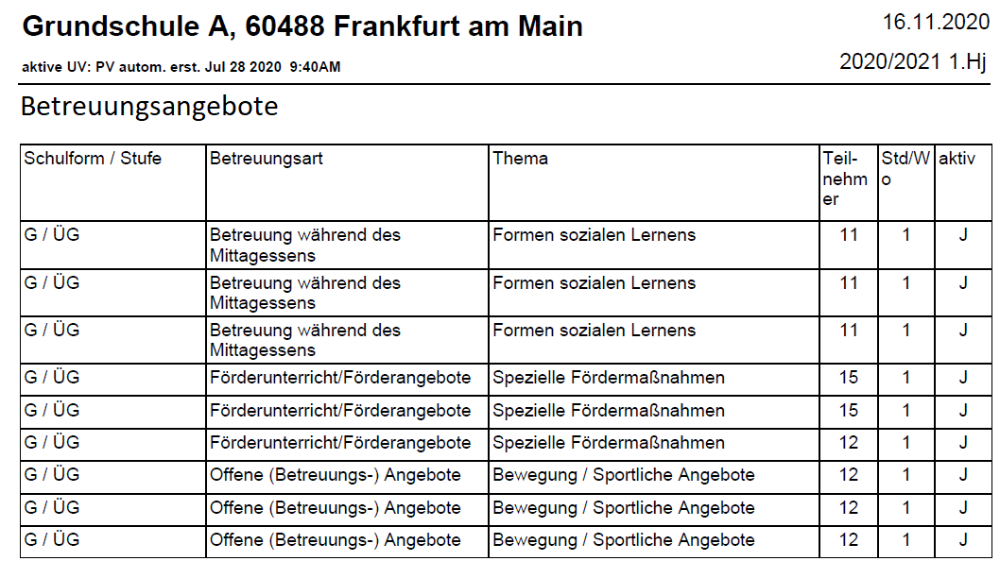 Grundschule A, 60488 Frankfurt am Main
16.11.2020
aktive UV: PV autom. erst. Jul 28 2020 9:40AM
2020/2021 1.Hj
Betreuungsangebote
Schulform / Stufe Betreuungsart Thema Teil- Std/W aktiv
nehm o
er
G / ÜG Betreuung während des Formen sozialen Lernens 11 1 J
Mittagessens
G / ÜG Betreuung während des Formen sozialen Lernens 11 1 J
Mittagessens
G / ÜG Betreuung während des Formen sozialen Lernens 11 1 J
Mittagessens
G / ÜG Förderunterricht/Förderangebote Spezielle Fördermaßnahmen 15 1 J
G / ÜG Förderunterricht/Förderangebote Spezielle Fördermaßnahmen 15 1 J
G / ÜG Förderunterricht/Förderangebote Spezielle Fördermaßnahmen 12 1 J
G / ÜG Offene (Betreuungs-) Angebote Bewegung / Sportliche Angebote 12 1 J
G / ÜG Offene (Betreuungs-) Angebote Bewegung / Sportliche Angebote 12 1 J
G / ÜG Offene (Betreuungs-) Angebote Bewegung / Sportliche Angebote 12 1 J